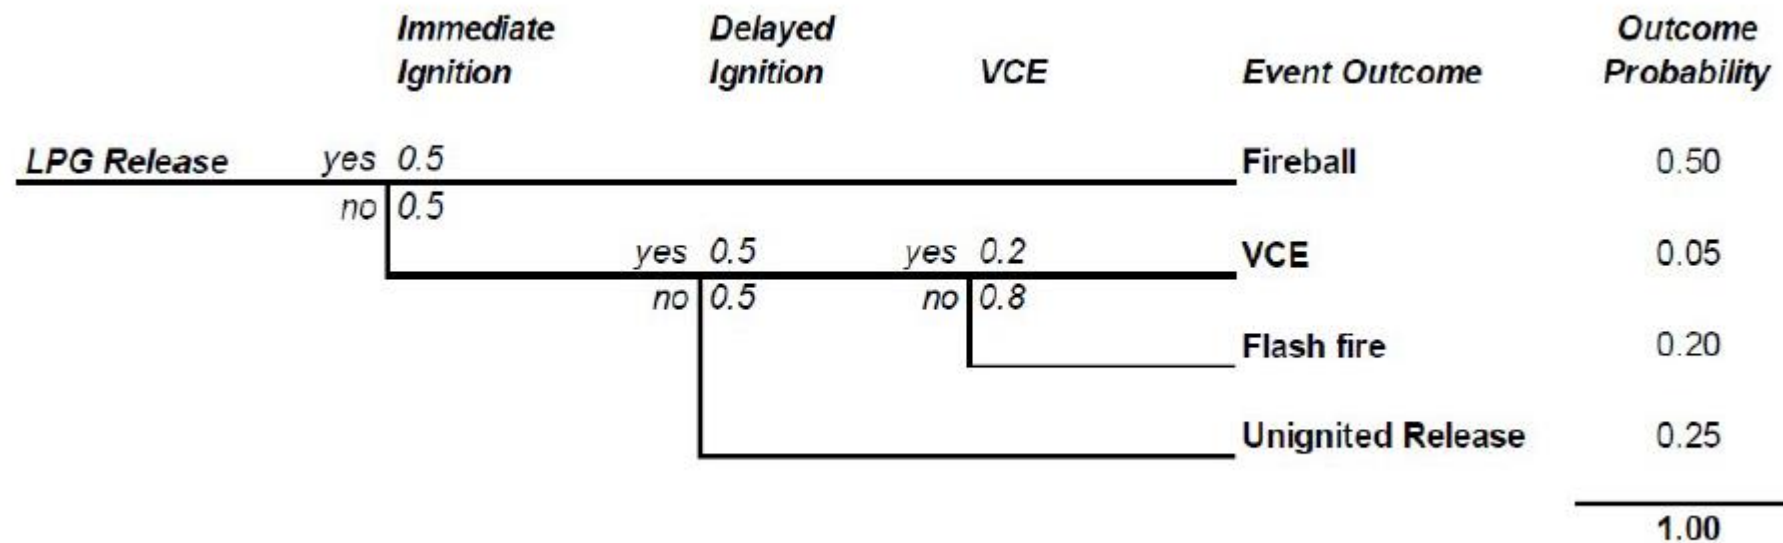 Immediate Ignition
Delayed Ignition
VCE
Event Outcome
Outcome Probability
LPG Release yes 0.5 Fireball 0.50
no 0.5
yes 0.5 yes 0.2 VCE 0.05
no 0.5 no 0.8
Flash fire 0.20
Unignited Release 0.25
1.00